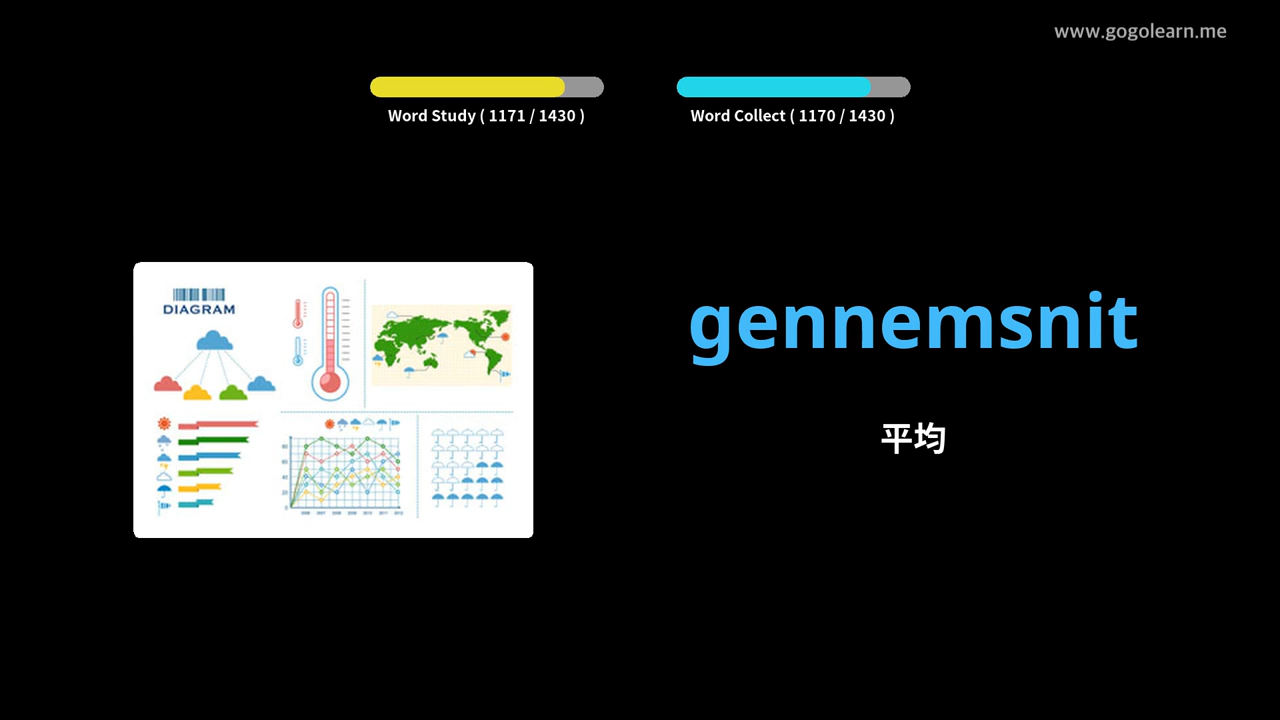 www.gogolearn.me
Word Study ( 1171 / 1430 )
Word Collect ( 1170 / 1430 )
DIAGRAM
gennemsnit
平均